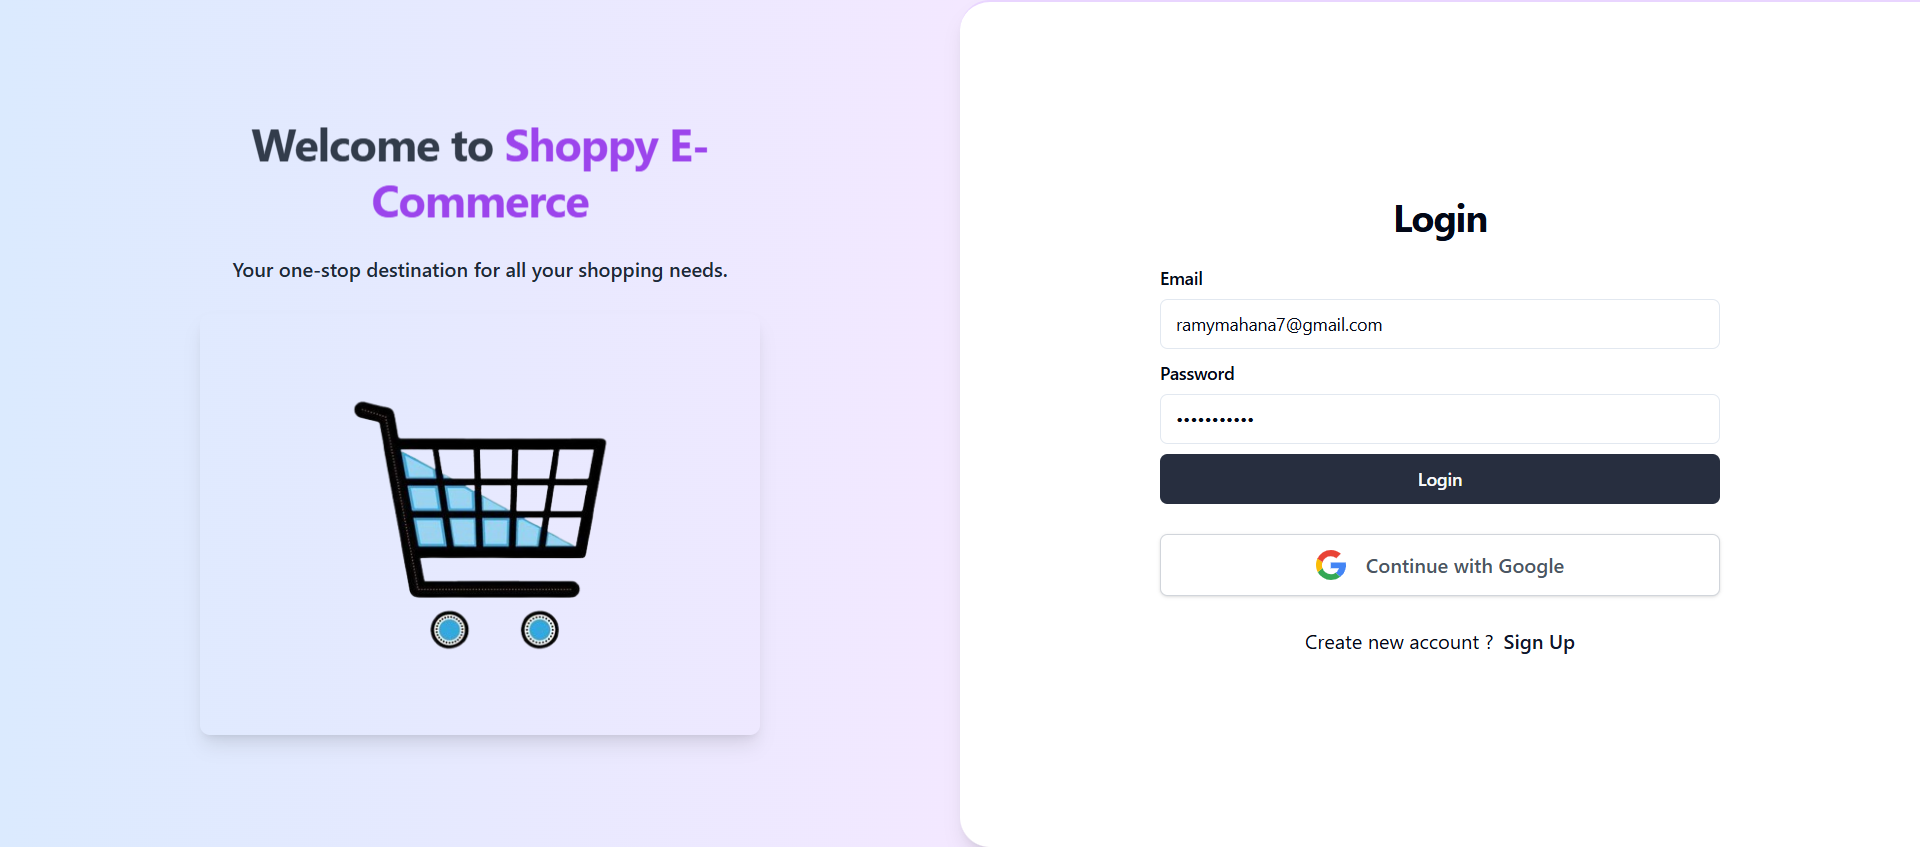 Welcome to Shoppy E-
Commerce
Your one-stop destination for all your shopping needs.
Login
Email
ramymahana7@gmail.com
Password
•••••••••••
Login
Continue with Google
Create new account ? Sign Up